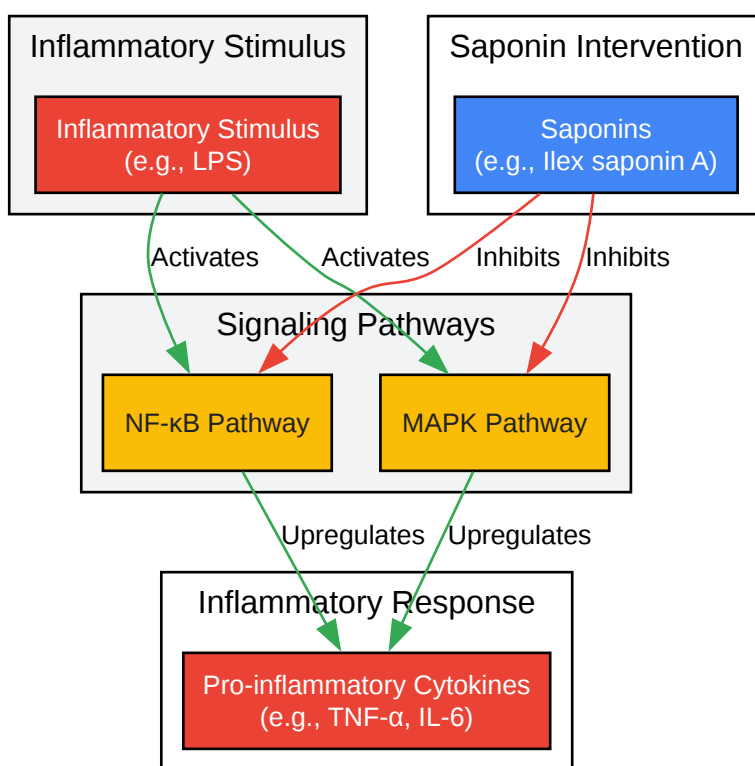 Inflammatory Stimulus
Saponin Intervention
Inflammatory Stimulus
(e.g., LPS)
Saponins
(e.g., Ilex saponin A)
Activates
Activates
Inhibits
Inhibits
Signaling Pathways
NF-κB Pathway
MAPK Pathway
Upregulates
Upregulates
Inflammatory Response
Pro-inflammatory Cytokines
(e.g., TNF-α, IL-6)